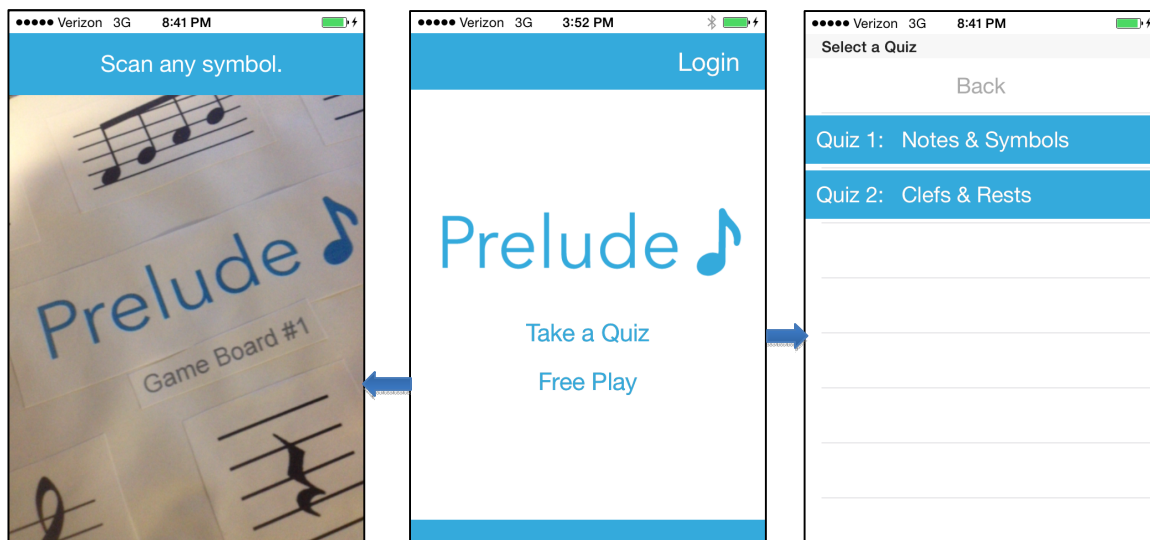 Verizon 3G 8:41 PM
Scan any symbol.
Prelude
Game Board #1
Verizon 3G 3:52 PM
Login
Prelude
Take a Quiz
Free Play
Verizon 3G 8:41 PM
Select a Quiz
Back
Quiz 1: Notes & Symbols
Quiz 2: Clefs & Rests